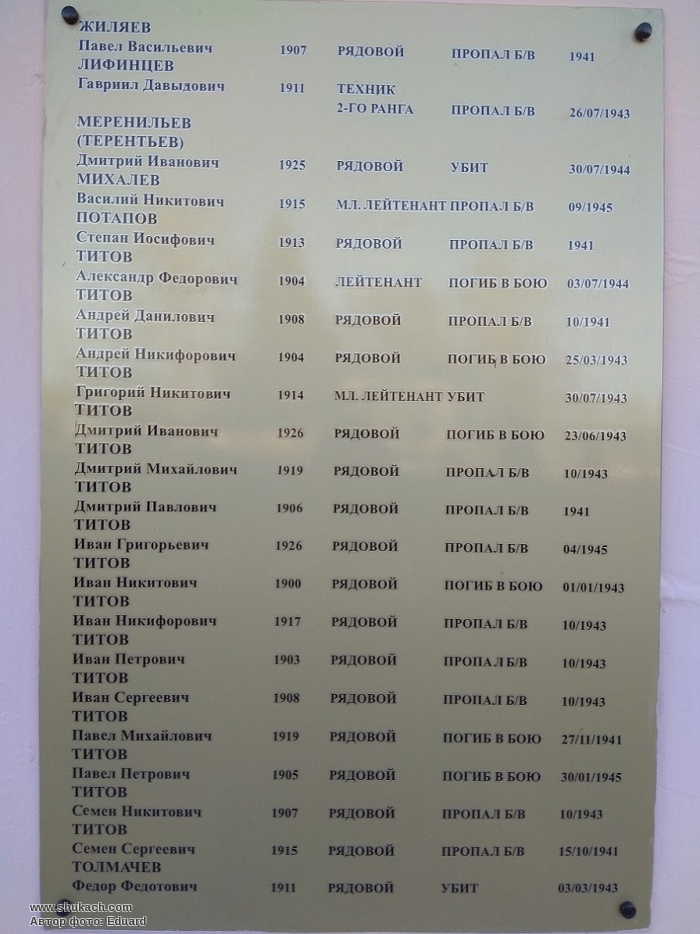 ЖИЛЯЕВ
Павел Васильевич 1907 РЯДОВОЙ ПРОПАЛ Б/В 1941
ЛИФИНЦЕВ
Гавриил Давыдович 1911 ТЕХНИК
2-ГО РАНГА ПРОПАЛ Б/В 26/07/1943
МЕРЕНИЛЬЕВ
(ТЕРЕНТЬЕВ)
Дмитрий Иванович 1925 РЯДОВОЙ УБИТ 30/07/1944
МИХАЛЕВ
Василий Никитович 1915 МЛ. ЛЕЙТЕНАНТ ПРОПАЛ Б/В 09/1945
ПОТАПОВ
Степан Иосифович 1913 РЯДОВОЙ ПРОПАЛ Б/В 1941
ТИТОВ
Александр Федорович 1904 ЛЕЙТЕНАНТ ПОГИБ В БОЮ 03/07/1944
ТИТОВ
Андрей Данилович 1908 РЯДОВОЙ ПРОПАЛ Б/В 10/1941
ТИТОВ
Андрей Никифорович 1904 РЯДОВОЙ ПОГИБ В БОЮ 25/03/1943
ТИТОВ
Григорий Никитович 1914 МЛ. ЛЕЙТЕНАНТ УБИТ 30/07/1943
ТИТОВ
Дмитрий Иванович 1926 РЯДОВОЙ ПОГИБ В БОЮ 23/06/1943
ТИТОВ
Дмитрий Михайлович 1919 РЯДОВОЙ ПРОПАЛ Б/В 10/1943
ТИТОВ
Дмитрий Павлович 1906 РЯДОВОЙ ПРОПАЛ Б/В 1941
ТИТОВ
Иван Григорьевич 1926 РЯДОВОЙ ПРОПАЛ Б/В 04/1945
ТИТОВ
Иван Никитович 1900 РЯДОВОЙ ПОГИБ В БОЮ 01/01/1943
ТИТОВ
Иван Никифорович 1917 РЯДОВОЙ ПРОПАЛ Б/В 10/1943
ТИТОВ
Иван Петрович 1903 РЯДОВОЙ ПРОПАЛ Б/В 10/1943
ТИТОВ
Иван Сергеевич 1908 РЯДОВОЙ ПРОПАЛ Б/В 10/1943
ТИТОВ
Павел Михайлович 1919 РЯДОВОЙ ПОГИБ В БОЮ 27/11/1941
ТИТОВ
Павел Петрович 1905 РЯДОВОЙ ПОГИБ В БОЮ 30/01/1945
ТИТОВ
Семен Никитович 1907 РЯДОВОЙ ПРОПАЛ Б/В 10/1943
ТИТОВ
Семен Сергеевич 1915 РЯДОВОЙ ПРОПАЛ Б/В 15/10/1941
ТОЛМАЧЕВ
Федор Федотович 1911 РЯДОВОЙ УБИТ 03/03/1943
www.shukach.com
Автор фото: Eduard